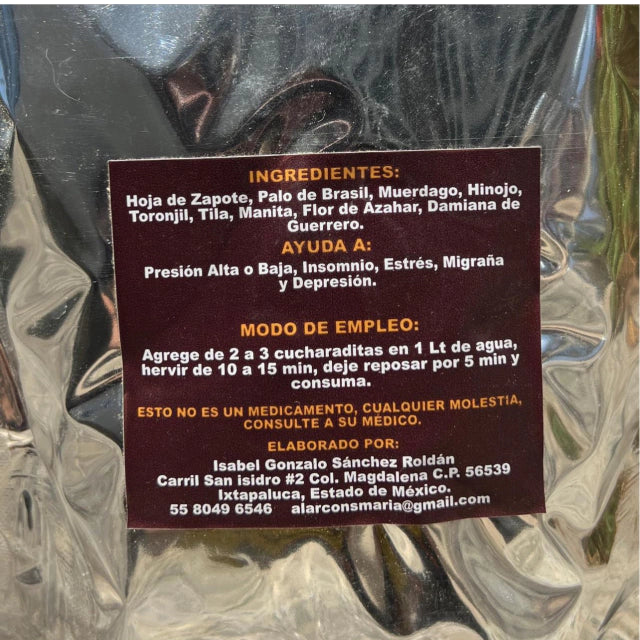 INGREDIENTES:
Hoja de Zapote, Palo de Brasil, Muerdago, Hinojo,
Toronjil, Tila, Manita, Flor de Azahar, Damiana de
Guerrero.
AYUDA A:
Presión Alta o Baja, Insomnio, Estrés, Migraña
y Depresión.
MODO DE EMPLEO:
Agrege de 2 a 3 cucharaditas en 1 Lt de agua,
hervir de 10 a 15 min, deje reposar por 5 min y
consuma.
ESTO NO ES UN MEDICAMENTO, CUALQUIER MOLESTIA,
CONSULTE A SU MÉDICO.
ELABORADO POR:
Isabel Gonzalo Sánchez Roldán
Carril San isidro #2 Col. Magdalena C.P. 56539
Ixtapaluca, Estado de México.
55 8049 6546 alarconsmaria@gmail.com